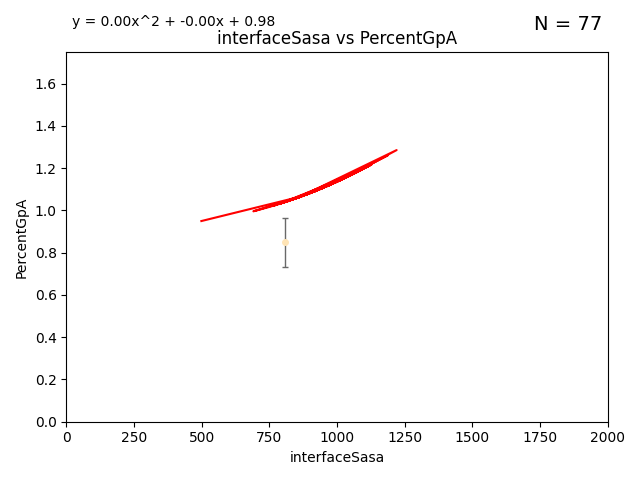 y = 0.00x^2 + -0.00x + 0.98
N = 77
interfaceSasa vs PercentGpA
PercentGpA
1.6
1.4
1.2
1.0
0.8
0.6
0.4
0.2
0.0
0 250 500 750 1000 1250 1500 1750 2000
interfaceSasa